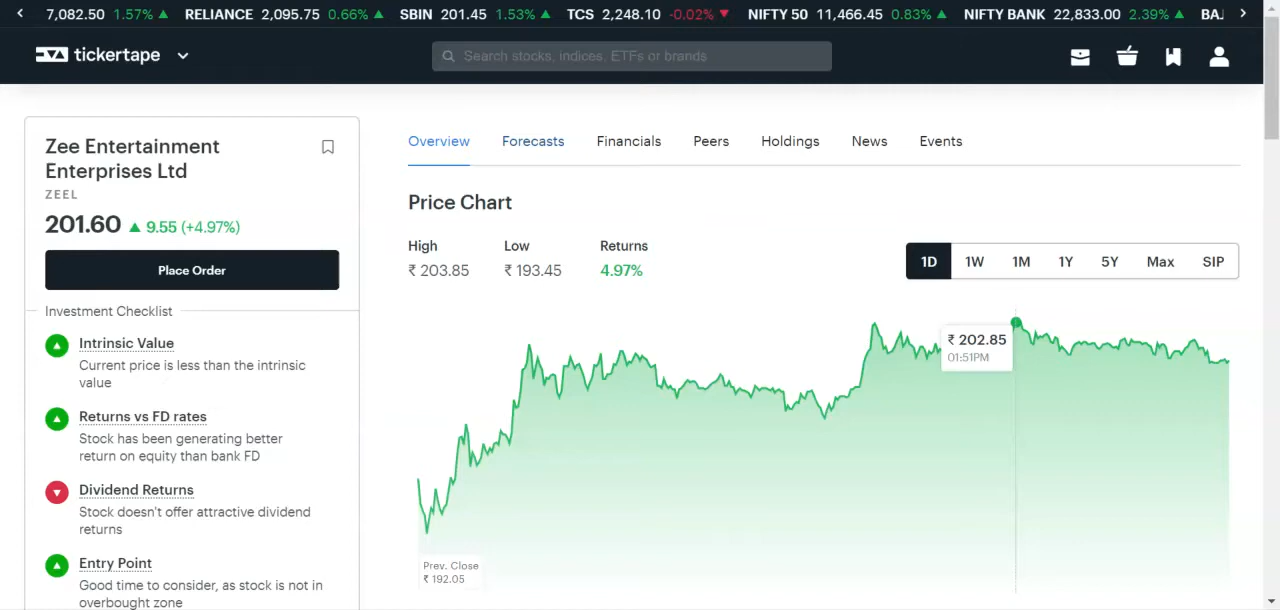 7,082.50 1.57% RELIANCE 2,095.75 0.66% SBIN 201.45 1.53% TCS 2,248.10 -0.02% NIFTY 50 11,466.45 0.83% NIFTY BANK 22,833.00 2.39% BAJ
tickertape
Search stocks, indices, ETFs or brands
Zee Entertainment
Enterprises Ltd
ZEEL
201.60 9.55 (+4.97%)
Place Order
Investment Checklist
Intrinsic Value
Current price is less than the intrinsic
value
Returns vs FD rates
Stock has been generating better
return on equity than bank FD
Dividend Returns
Stock doesn't offer attractive dividend
returns
Entry Point
Good time to consider, as stock is not in
overbought zone
Overview Forecasts Financials Peers Holdings News Events
Price Chart
High Low Returns
₹ 203.85 ₹ 193.45 4.97%
1D 1W 1M 1Y 5Y Max SIP
₹ 202.85
01:51PM
Prev. Close
₹ 192.05